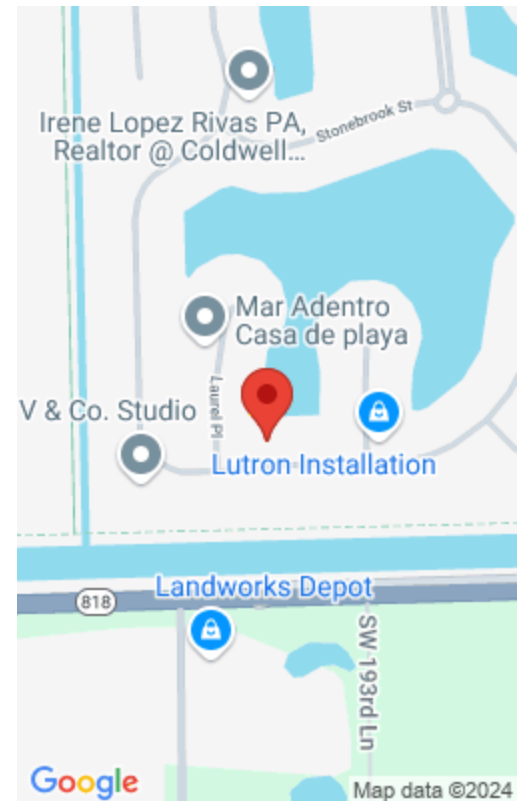 Irene Lopez Rivas PA,
Realtor @ Coldwell...
Stonebrook St
Mar Adentro
Casa de playa
Laurel Pl
V & Co. Studio
Lutron Installation
818
Landworks Depot
SW 193rd Ln
Google
Map data ©2024